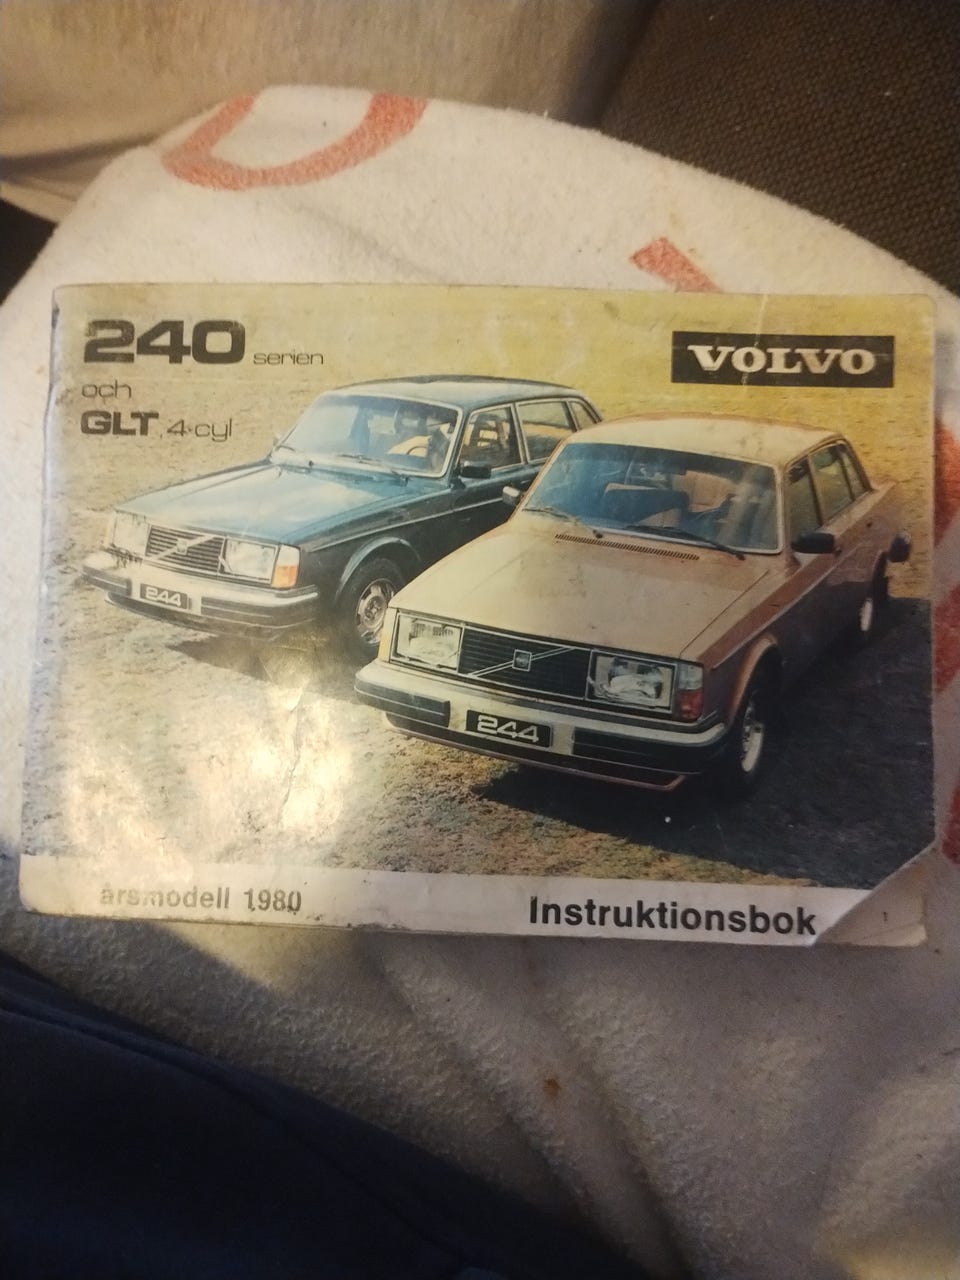 240 serien
och
GLT 4-cyl
VOLVO
244
244
årsmodell 1980
Instruktionsbok